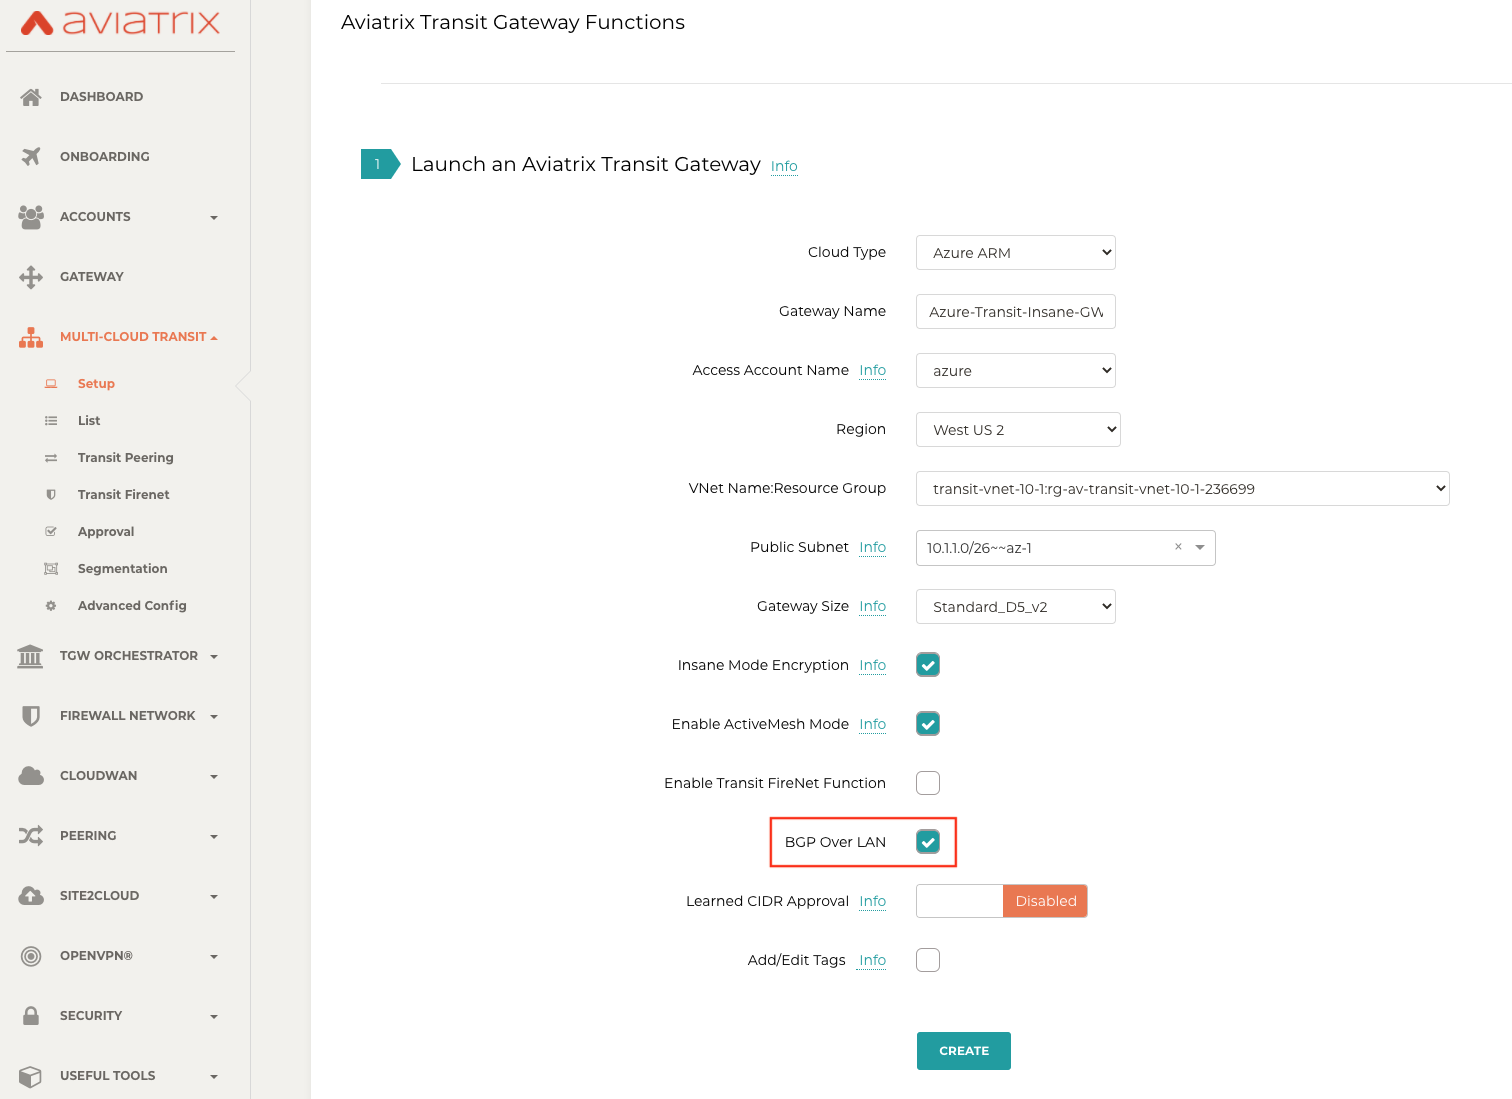 aviatrix
DASHBOARD
ONBOARDING
ACCOUNTS
GATEWAY
MULTI-CLOUD TRANSIT
Setup
List
Transit Peering
Transit Firenet
Approval
Segmentation
Advanced Config
TGW ORCHESTRATOR
FIREWALL NETWORK
CLOUDWAN
PEERING
SITE2CLOUD
OPENVPN®
SECURITY
USEFUL TOOLS
Aviatrix Transit Gateway Functions
1 Launch an Aviatrix Transit Gateway Info
Cloud Type Azure ARM
Gateway Name Azure-Transit-Insane-GW
Access Account Name Info azure
Region West US 2
VNet Name:Resource Group transit-vnet-10-1:rg-av-transit-vnet-10-1-236699
Public Subnet Info 10.1.1.0/26~~az-1 ×
Gateway Size Info Standard_D5_v2
Insane Mode Encryption Info
Enable ActiveMesh Mode Info
Enable Transit FireNet Function
BGP Over LAN
Learned CIDR Approval Info Disabled
Add/Edit Tags Info
CREATE